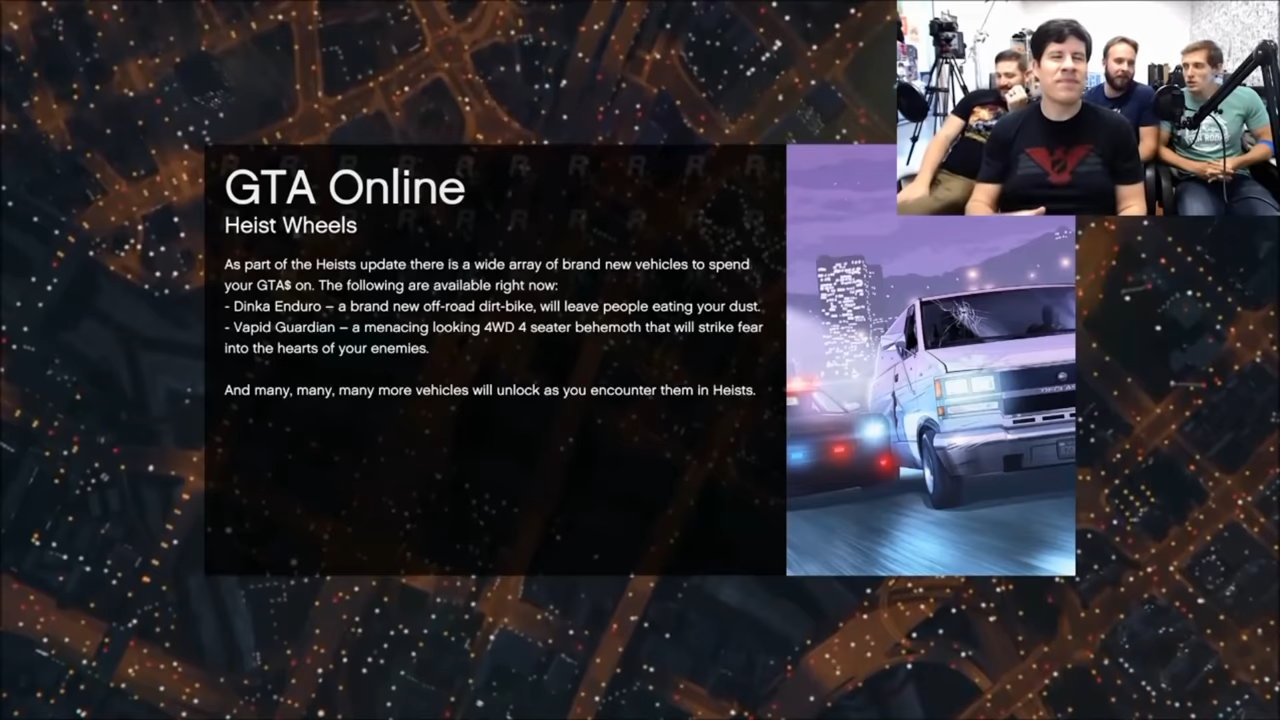 GTA Online
Heist Wheels
As part of the Heists update there is a wide array of brand new vehicles to spend
your GTA$ on. The following are available right now:
- Dinka Enduro – a brand new off-road dirt-bike, will leave people eating your dust.
- Vapid Guardian – a menacing looking 4WD 4 seater behemoth that will strike fear
into the hearts of your enemies.
And many, many, many more vehicles will unlock as you encounter them in Heists.